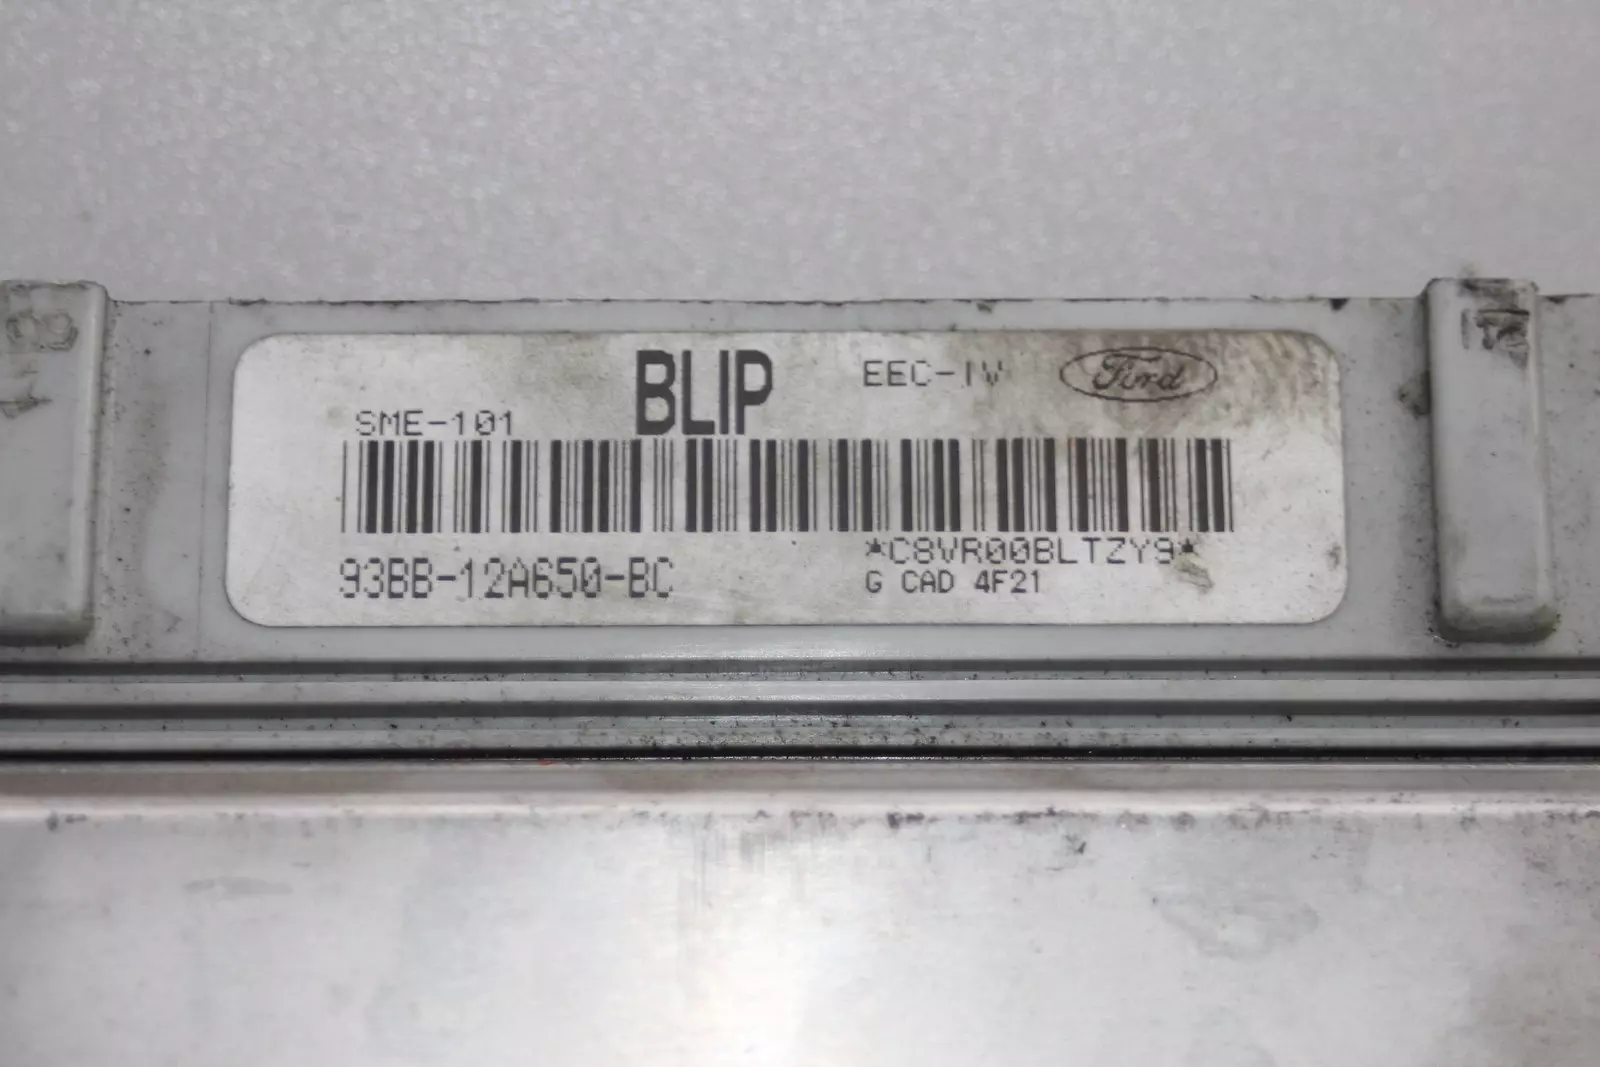 BLIP
EEC-IV
Ford
SME-101
*C8VR00BLTZY9*
93BB-12A650-BC
G CAD 4F21